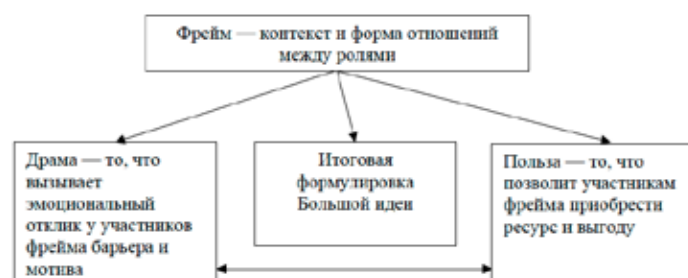 Фрейм — контекст и форма отношений
между ролями
Драма — то, что
вызывает
эмоциональный
отклик у участников
фрейма барьера и
мотива
Итоговая
формулировка
Большой идеи
Польза — то, что
позволит участникам
фрейма приобрести
ресурс и выгоду